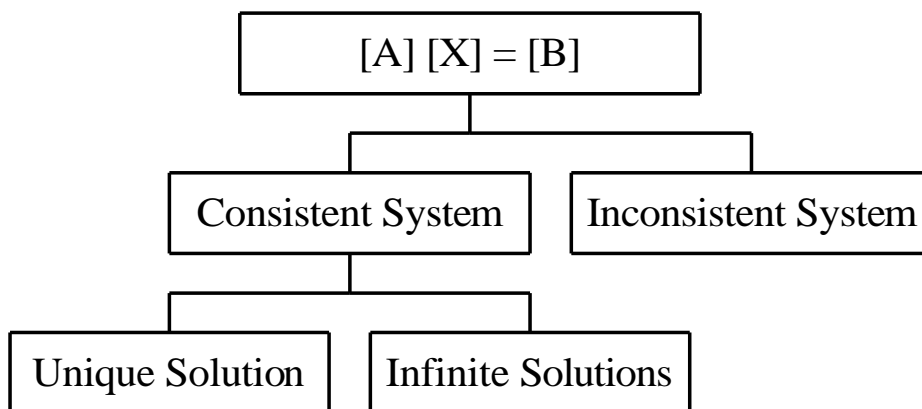 [A] [X] = [B]
Consistent System
Inconsistent System
Unique Solution
Infinite Solutions